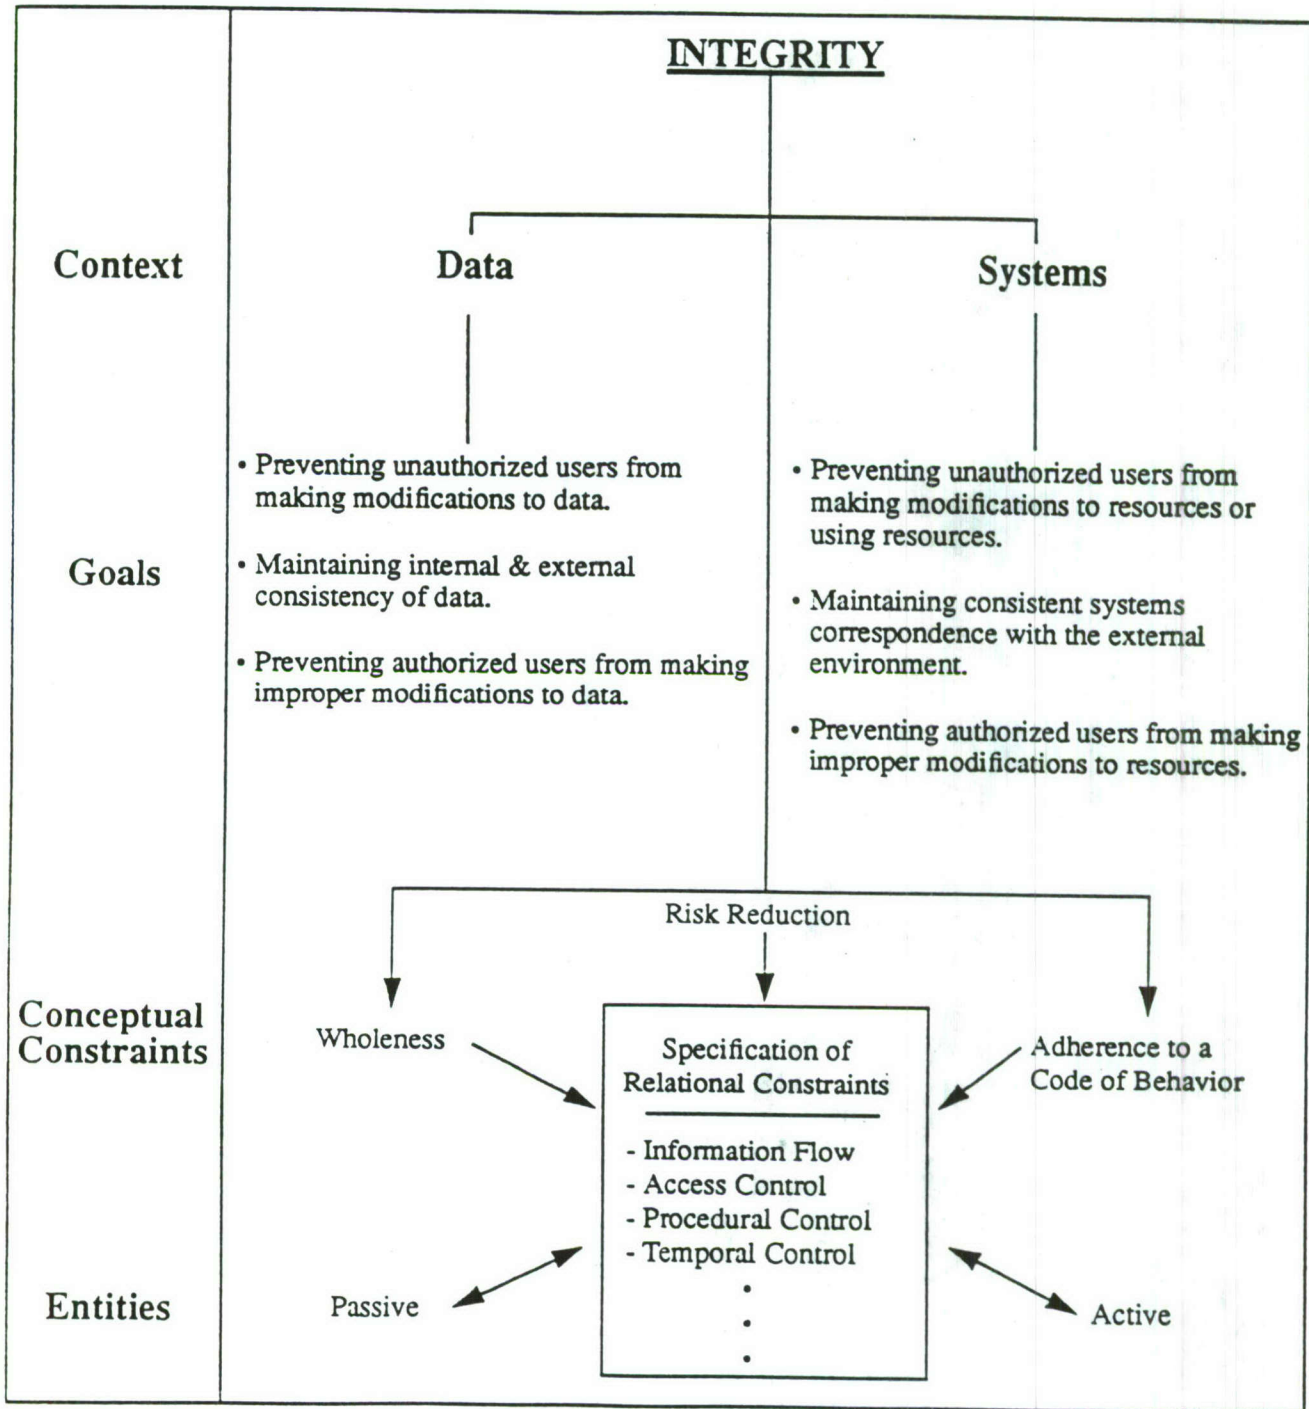 INTEGRITY
Context
Data
Systems
Goals
• Preventing unauthorized users from
making modifications to data.
• Maintaining internal & external
consistency of data.
• Preventing authorized users from making
improper modifications to data.
• Preventing unauthorized users from
making modifications to resources or
using resources.
• Maintaining consistent systems
correspondence with the external
environment.
• Preventing authorized users from making
improper modifications to resources.
Risk Reduction
Conceptual
Constraints
Wholeness
Specification of
Relational Constraints
- Information Flow
- Access Control
- Procedural Control
- Temporal Control
Adherence to a
Code of Behavior
Entities
Passive
Active